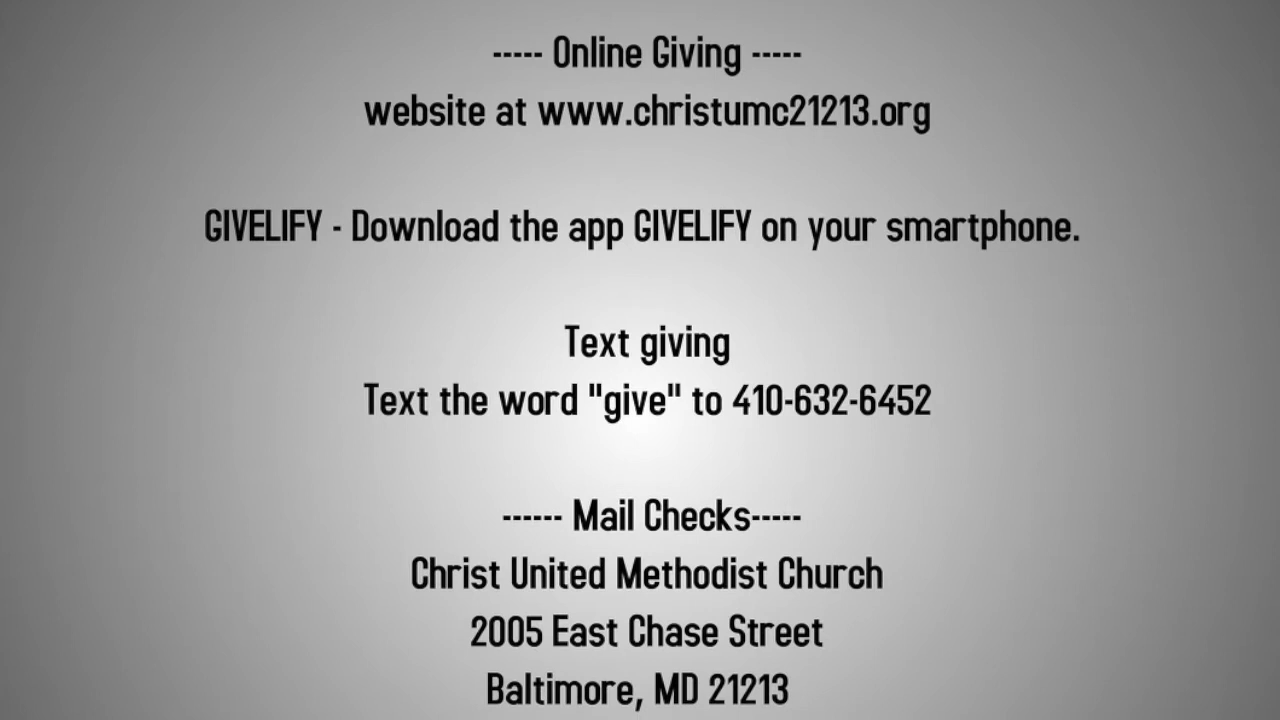 ----- Online Giving -----
website at www.christumc21213.org
GIVELIFY - Download the app GIVELIFY on your smartphone.
Text giving
Text the word "give" to 410-632-6452
------ Mail Checks-----
Christ United Methodist Church
2005 East Chase Street
Baltimore, MD 21213